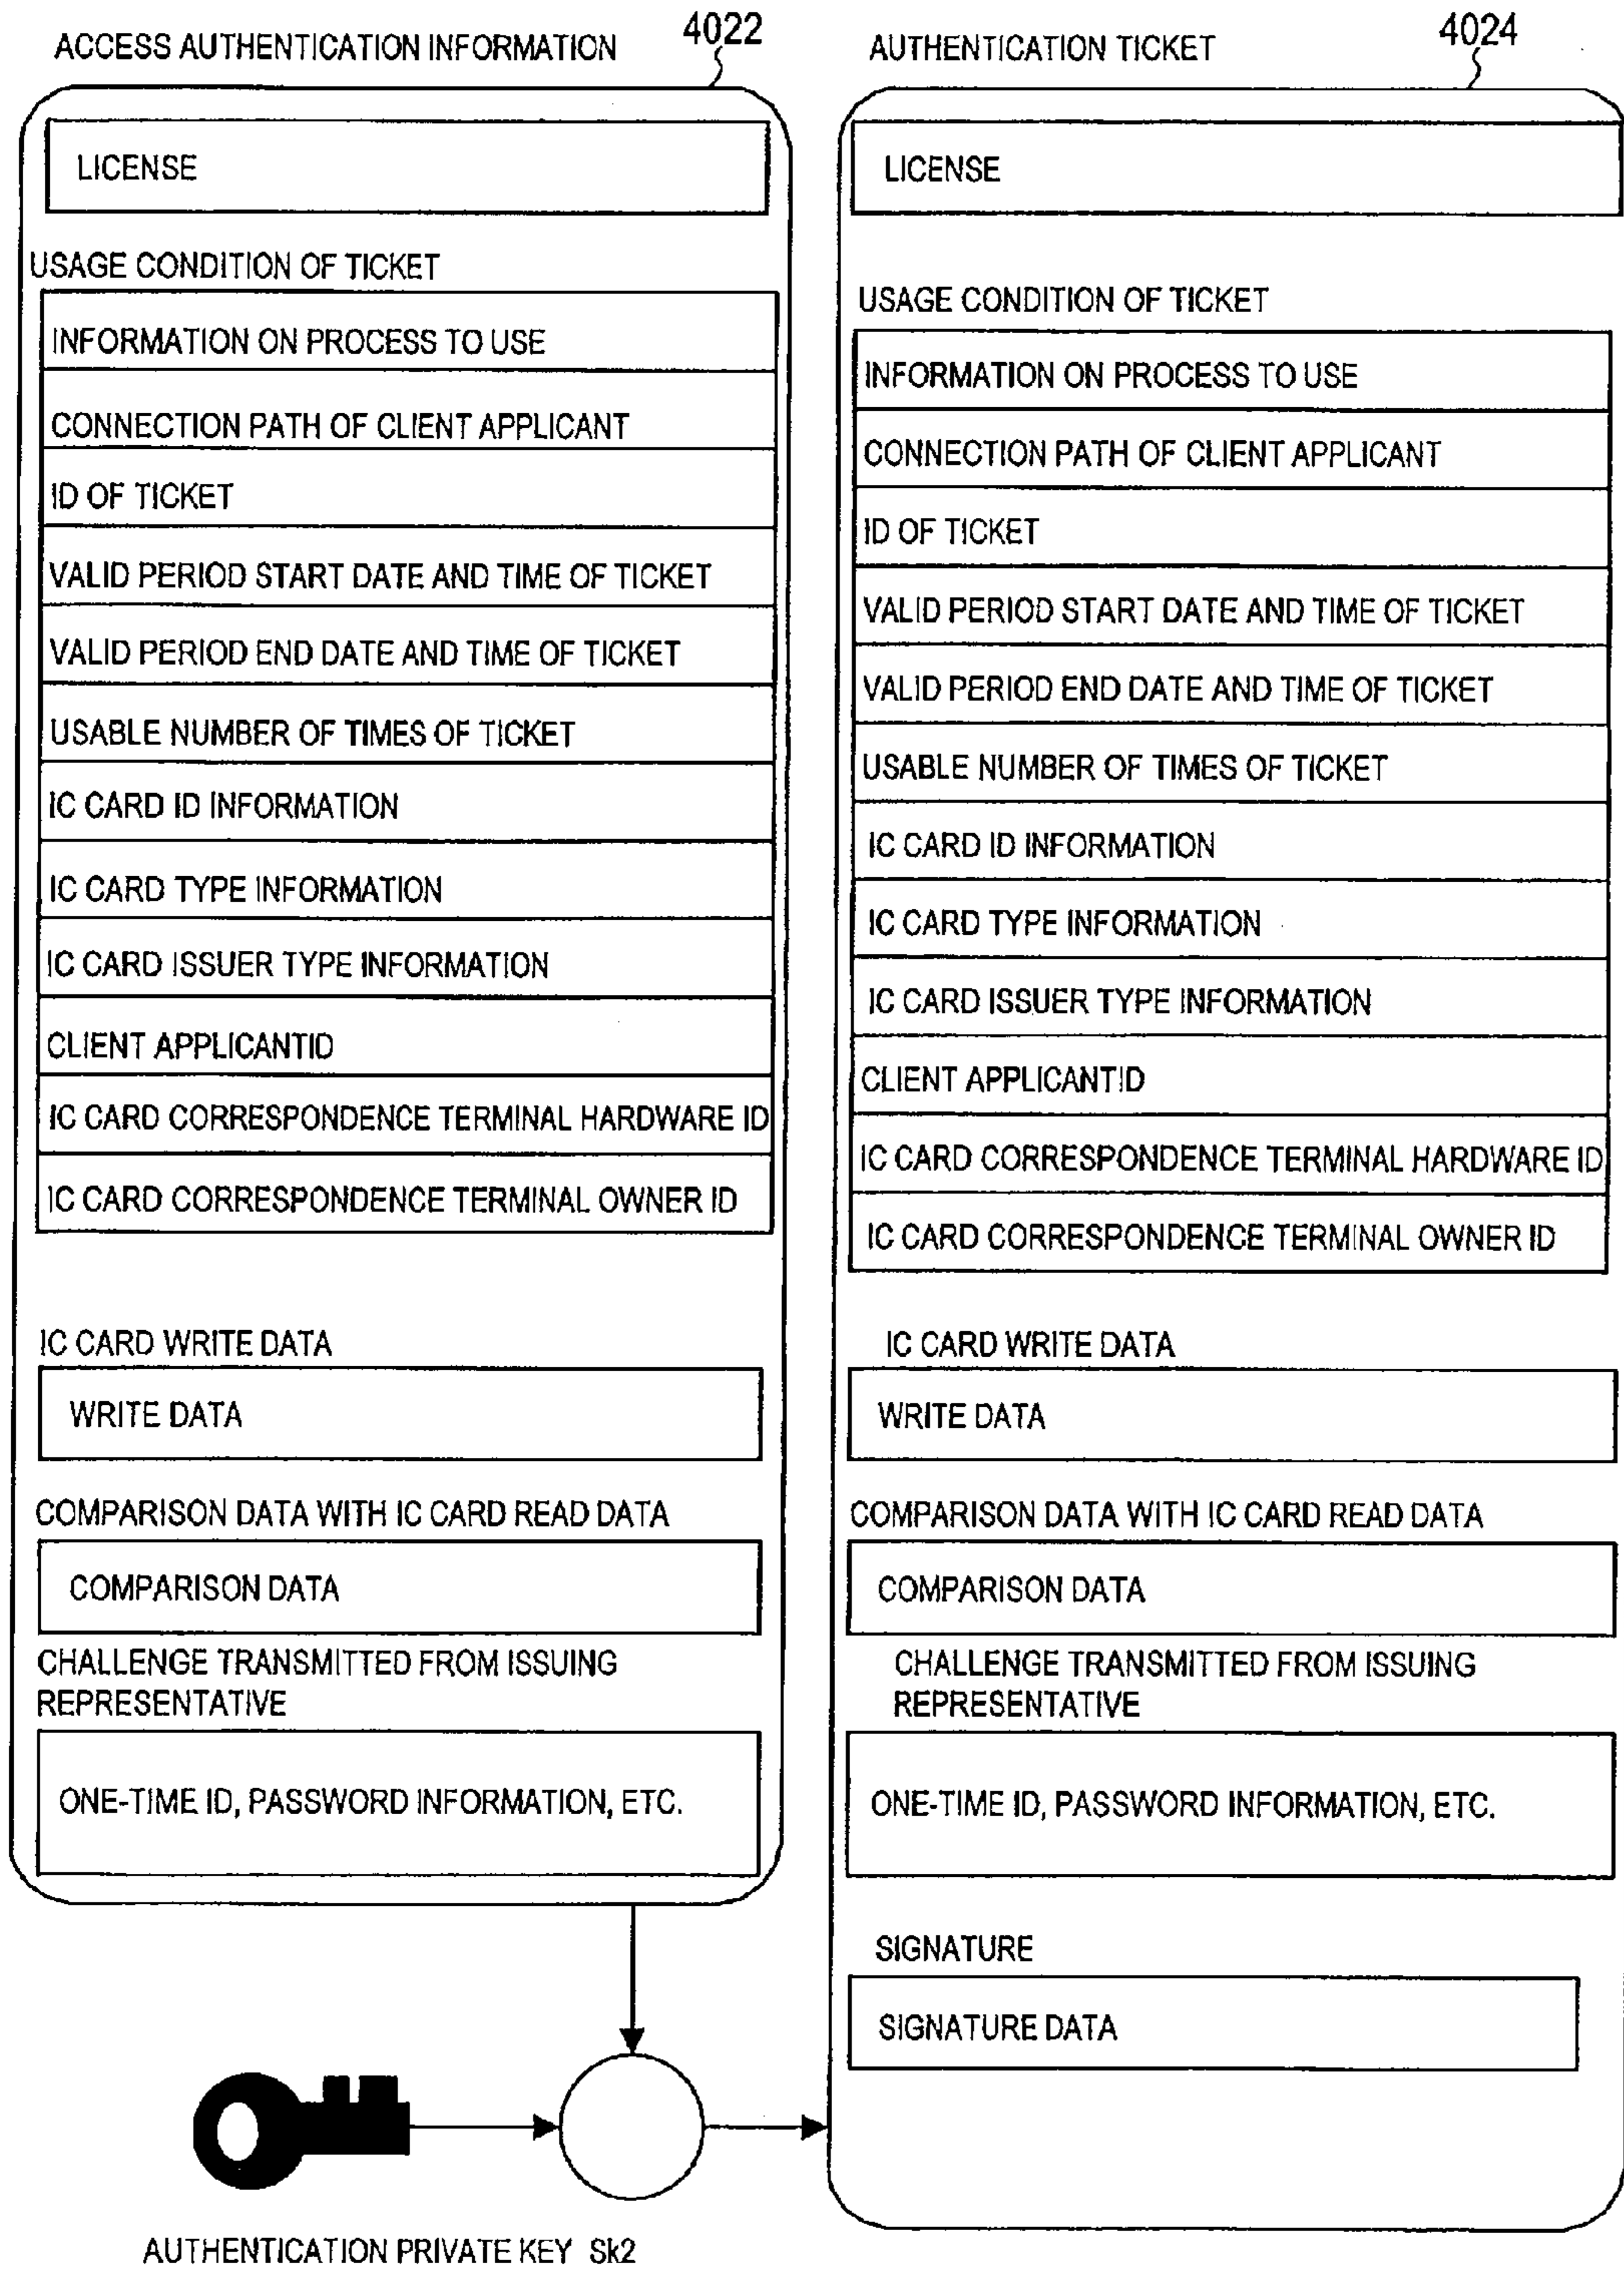 ACCESS AUTHENTICATION INFORMATION
4022
LICENSE
USAGE CONDITION OF TICKET
INFORMATION ON PROCESS TO USE
CONNECTION PATH OF CLIENT APPLICANT
ID OF TICKET
VALID PERIOD START DATE AND TIME OF TICKET
VALID PERIOD END DATE AND TIME OF TICKET
USABLE NUMBER OF TIMES OF TICKET
IC CARD ID INFORMATION
IC CARD TYPE INFORMATION
IC CARD ISSUER TYPE INFORMATION
CLIENT APPLICANTID
IC CARD CORRESPONDENCE TERMINAL HARDWARE ID
IC CARD CORRESPONDENCE TERMINAL OWNER ID
IC CARD WRITE DATA
WRITE DATA
COMPARISON DATA WITH IC CARD READ DATA
COMPARISON DATA
CHALLENGE TRANSMITTED FROM ISSUING
REPRESENTATIVE
ONE-TIME ID, PASSWORD INFORMATION, ETC.
AUTHENTICATION PRIVATE KEY Sk2
AUTHENTICATION TICKET
4024
LICENSE
USAGE CONDITION OF TICKET
INFORMATION ON PROCESS TO USE
CONNECTION PATH OF CLIENT APPLICANT
ID OF TICKET
VALID PERIOD START DATE AND TIME OF TICKET
VALID PERIOD END DATE AND TIME OF TICKET
USABLE NUMBER OF TIMES OF TICKET
IC CARD ID INFORMATION
IC CARD TYPE INFORMATION
IC CARD ISSUER TYPE INFORMATION
CLIENT APPLICANTID
IC CARD CORRESPONDENCE TERMINAL HARDWARE ID
IC CARD CORRESPONDENCE TERMINAL OWNER ID
IC CARD WRITE DATA
WRITE DATA
COMPARISON DATA WITH IC CARD READ DATA
COMPARISON DATA
CHALLENGE TRANSMITTED FROM ISSUING
REPRESENTATIVE
ONE-TIME ID, PASSWORD INFORMATION, ETC.
SIGNATURE
SIGNATURE DATA